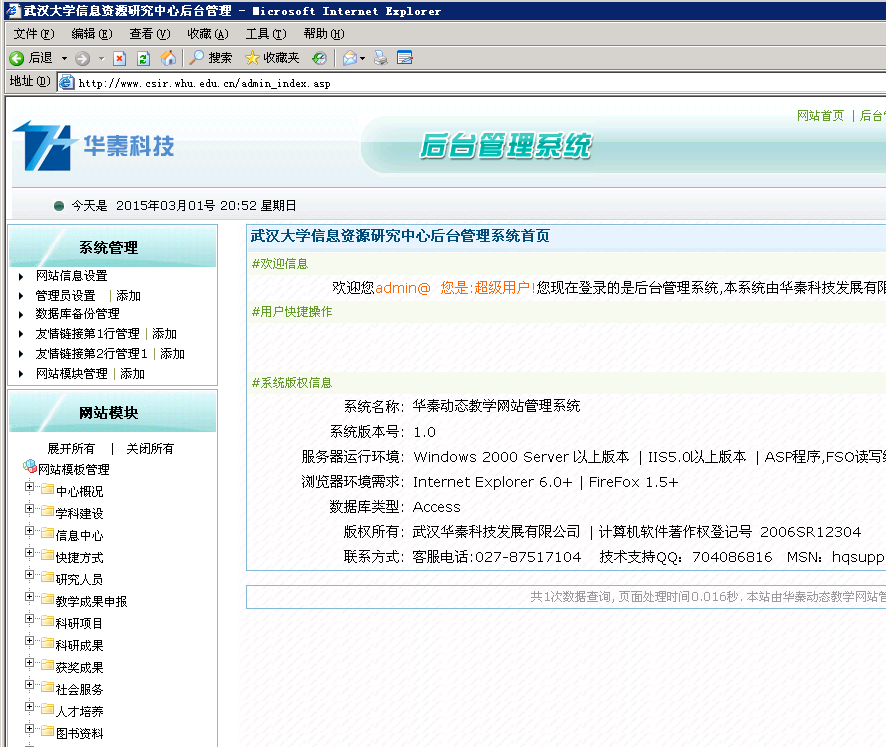 武汉大学信息资源研究中心后台管理 - Microsoft Internet Explorer
文件(F) 编辑(E) 查看(V) 收藏(A) 工具(T) 帮助(H)
后退 搜索 收藏夹
地址(D) http://www.csir.whu.edu.cn/admin_index.asp
网站首页 | 后台
华秦科技
后台管理系统
今天是 2015年03月01号 20:52 星期日
系统管理
网站信息设置
管理员设置 | 添加
数据库备份管理
友情链接第1行管理 | 添加
友情链接第2行管理1 | 添加
网站模块管理 | 添加
网站模块
展开所有 | 关闭所有
网站模板管理
中心概况
学科建设
信息中心
快捷方式
研究人员
教学成果申报
科研项目
科研成果
获奖成果
社会服务
人才培养
图书资料
武汉大学信息资源研究中心后台管理系统首页
#欢迎信息
欢迎您admin@ 您是:超级用户!您现在登录的是后台管理系统,本系统由华秦科技发展有限
#用户快捷操作
#系统版权信息
系统名称: 华秦动态教学网站管理系统
系统版本号: 1.0
服务器运行环境: Windows 2000 Server 以上版本 | IIS5.0以上版本 | ASP程序,FSO读写
浏览器环境需求: Internet Explorer 6.0+ | FireFox 1.5+
数据库类型: Access
版权所有: 武汉华秦科技发展有限公司 | 计算机软件著作权登记号 2006SR12304
联系方式: 客服电话:027-87517104 技术支持QQ: 704086816 MSN: hqsupp
共1次数据查询, 页面处理时间0.016秒. 本站由华秦动态教学网站管